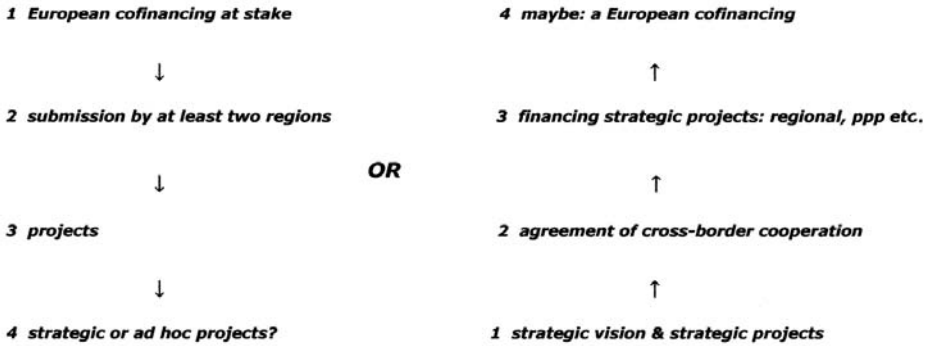 1 European cofinancing at stake
↓
2 submission by at least two regions
↓
3 projects
↓
4 strategic or ad hoc projects?
OR
4 maybe: a European cofinancing
↑
3 financing strategic projects: regional, ppp etc.
↑
2 agreement of cross-border cooperation
↑
1 strategic vision & strategic projects